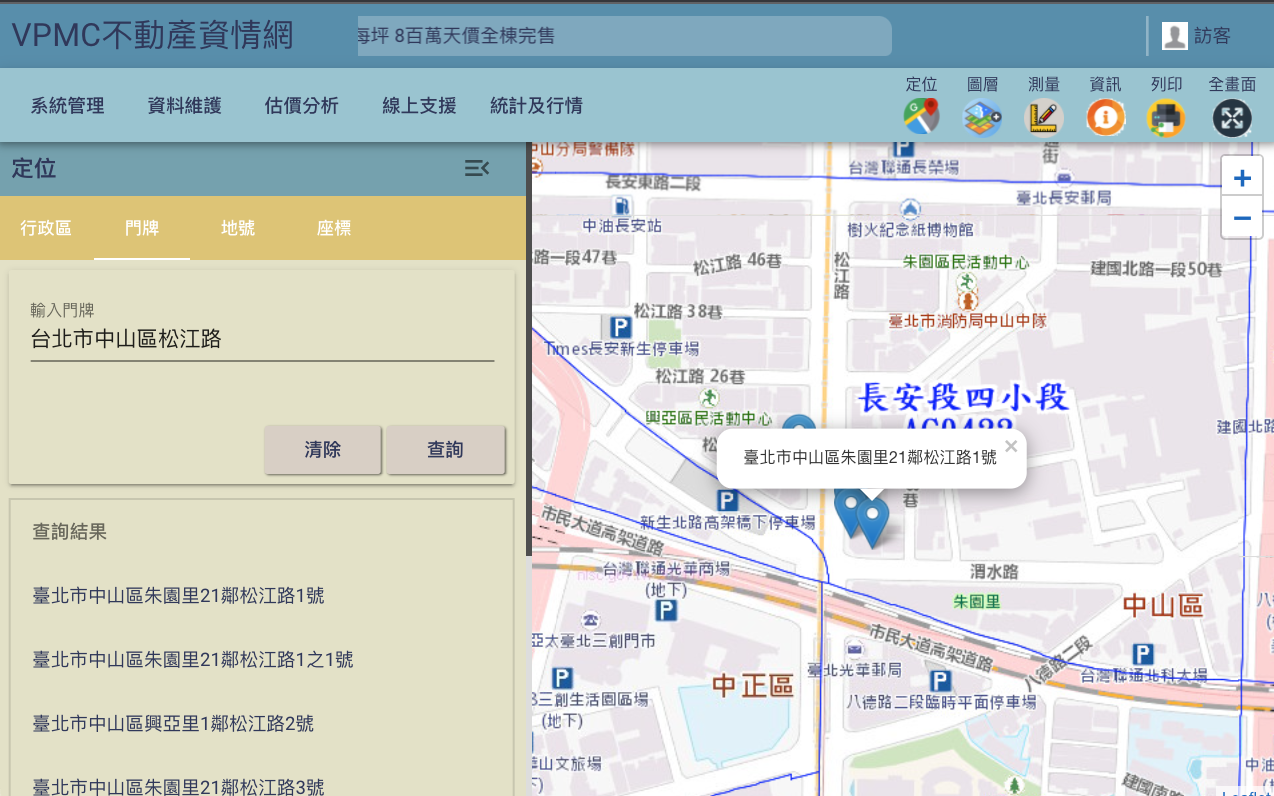 VPMC不動產資情網
每坪 8百萬天價全棟完售
訪客
系統管理
資料維護
估價分析
線上支援
統計及行情
定位
圖層
測量
資訊
列印
全畫面
定位
行政區
門牌
地號
座標
輸入門牌
台北市中山區松江路
清除
查詢
查詢結果
臺北市中山區朱園里21鄰松江路1號
臺北市中山區朱園里21鄰松江路1之1號
臺北市中山區興亞里1鄰松江路2號
臺北市中山區朱園里21鄰松江路3號
中山分局警備隊
台灣聯通長榮場
長安東路二段
臺北長安郵局
中油長安站
樹火紀念紙博物館
路一段47巷
松江路 46巷
松江路
朱園區民活動中心
建國北路一段50巷
松江路 38巷
臺北市消防局中山中隊
Times長安新生停車場
松江路 26巷
長安段四小段
AC0422
興亞區民活動中心
建國北路
臺北市中山區朱園里21鄰松江路1號
×
+
−
巷
新生北路高架橋下停車場
市民大道高架道路
台灣聯通光華商場
(地下)
渭水路
朱園里
中山區
亞太臺北三創門市
市民大道高架道路
八德路二段
臺北光華郵局
台灣聯通北科大場
中正區
三創生活園區場
(地下)
八德路二段臨時平面停車場
華山文旅場
建國南路
中油
Leaflet